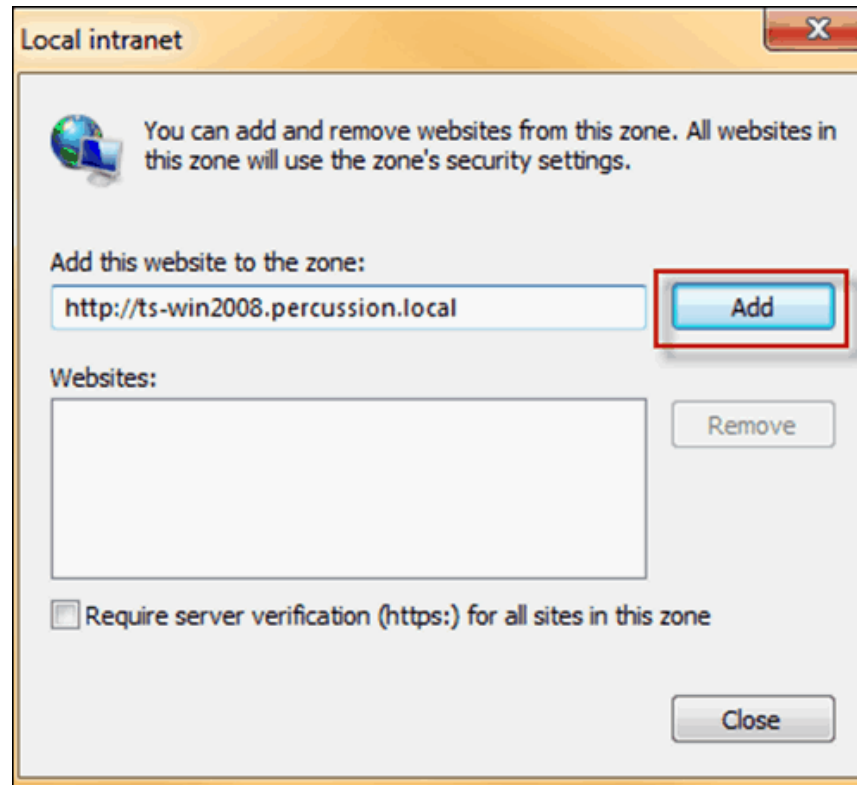 Local intranet
You can add and remove websites from this zone. All websites in
this zone will use the zone's security settings.
Add this website to the zone:
http://ts-win2008.percussion.local
Add
Websites:
Remove
Require server verification (https:) for all sites in this zone
Close